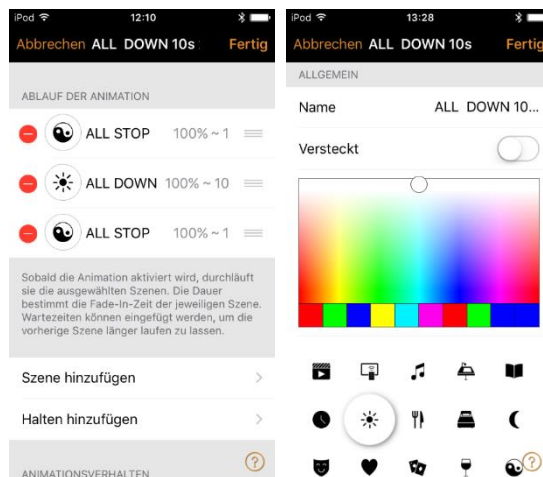 iPod 12:10
Abbrechen ALL DOWN 10s Fertig
ABLAUF DER ANIMATION
ALL STOP 100% ~ 1
ALL DOWN 100% ~ 10
ALL STOP 100% ~ 1
Sobald die Animation aktiviert wird, durchläuft
sie die ausgewählten Szenen. Die Dauer
bestimmt die Fade-In-Zeit der jeweiligen Szene.
Wartezeiten können eingefügt werden, um die
vorherige Szene länger laufen zu lassen.
Szene hinzufügen
Halten hinzufügen
?
ANIMATIONSVERHALTEN
iPod 13:28
Abbrechen ALL DOWN 10s Fertig
ALLGEMEIN
Name ALL DOWN 10...
Versteckt
?